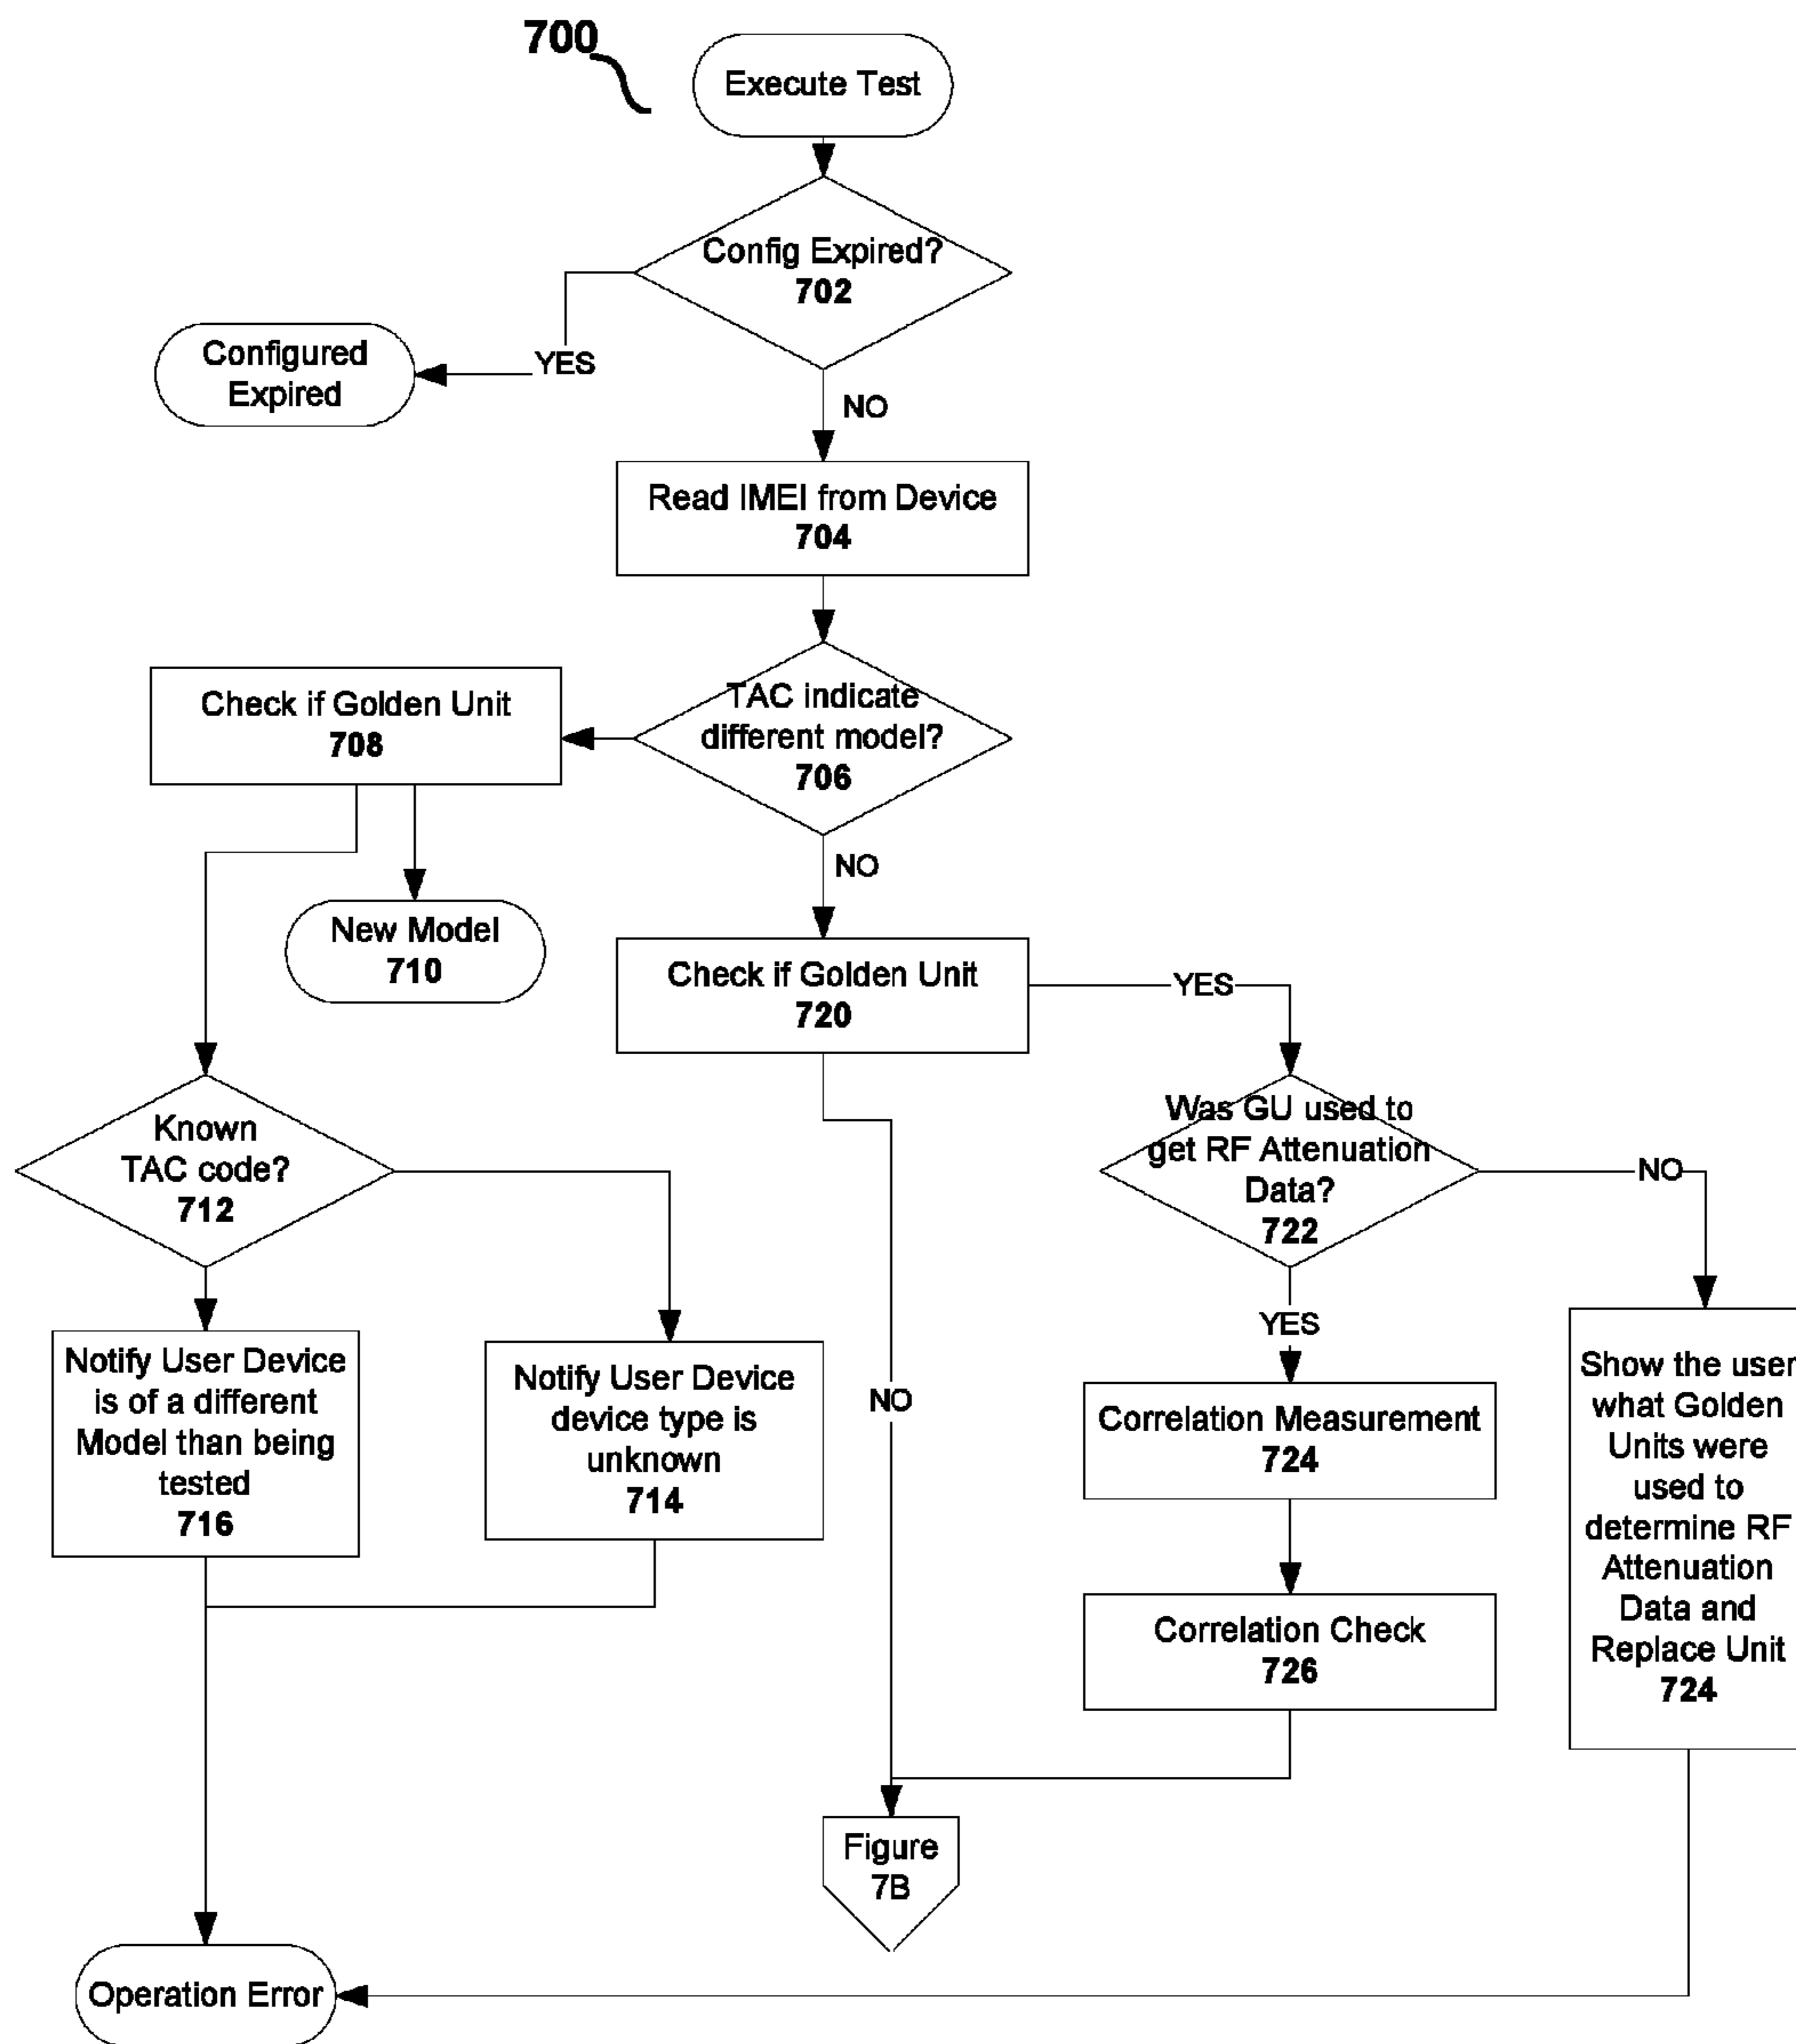 700
Execute Test
Config Expired?
702
YES
Configured
Expired
NO
Read IMEI from Device
704
TAC indicate
different model?
706
Check if Golden Unit
708
NO
New Model
710
Check if Golden Unit
720
YES
Known
TAC code?
712
Was GU used to
get RF Attenuation
Data?
722
NO
YES
Notify User Device
is of a different
Model than being
tested
716
Notify User Device
device type is
unknown
714
NO
Correlation Measurement
724
Show the user
what Golden
Units were
used to
determine RF
Attenuation
Data and
Replace Unit
724
Correlation Check
726
Figure
7B
Operation Error